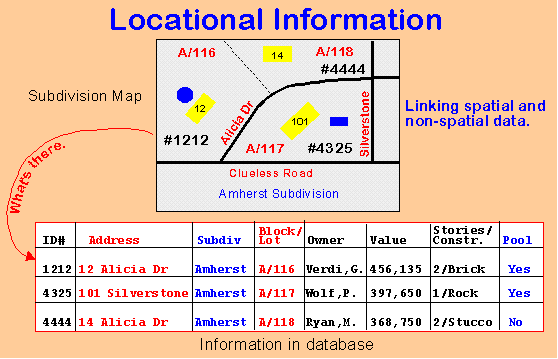 Locational Information
Subdivision Map
A/116
14
A/118
#4444
12
Alicia Dr
101
Silverstone
#1212
A/117
#4325
Clueless Road
Amherst Subdivision
Linking spatial and
non-spatial data.
What's there.
ID# Address Subdiv Block/Lot Owner Value Stories/Constr. Pool
1212 12 Alicia Dr Amherst A/116 Verdi,G. 456,135 2/Brick Yes
4325 101 Silverstone Amherst A/117 Wolf,P. 397,650 1/Rock Yes
4444 14 Alicia Dr Amherst A/118 Ryan,M. 368,750 2/Stucco No
Information in database